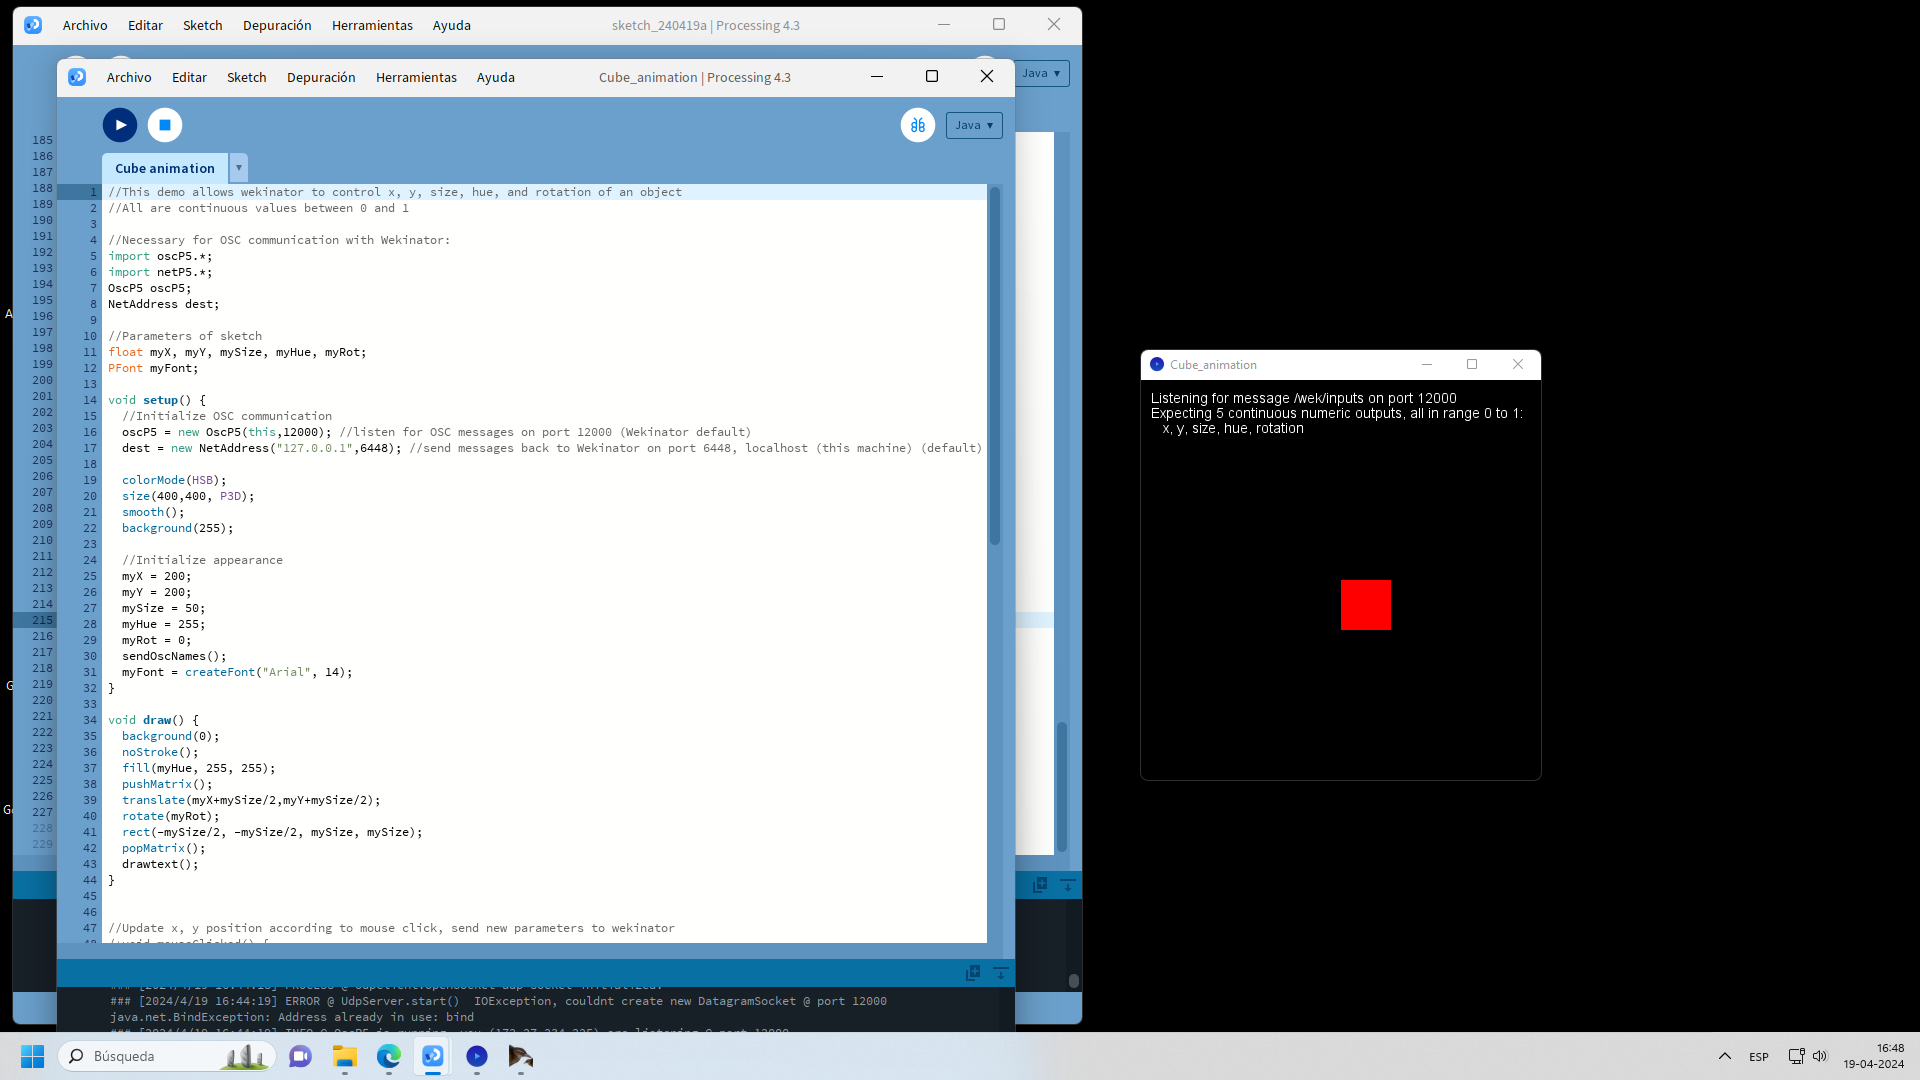 Archivo Editar Sketch Depuración Herramientas Ayuda sketch_240419a | Processing 4.3
Java ▾
Archivo Editar Sketch Depuración Herramientas Ayuda Cube_animation | Processing 4.3
Java ▾
Cube animation ▾
185
186
187
188
189
190
191
192
193
194
195
196
197
198
199
200
201
202
203
204
205
206
207
208
209
210
211
212
213
214
215
216
217
218
219
220
221
222
223
224
225
226
227
228
229
1 //This demo allows wekinator to control x, y, size, hue, and rotation of an object
2 //All are continuous values between 0 and 1
3
4 //Necessary for OSC communication with Wekinator:
5 import oscP5.*;
6 import netP5.*;
7 OscP5 oscP5;
8 NetAddress dest;
9
10 //Parameters of sketch
11 float myX, myY, mySize, myHue, myRot;
12 PFont myFont;
13
14 void setup() {
15 //Initialize OSC communication
16 oscP5 = new OscP5(this,12000); //listen for OSC messages on port 12000 (Wekinator default)
17 dest = new NetAddress("127.0.0.1",6448); //send messages back to Wekinator on port 6448, localhost (this machine) (default)
18
19 colorMode(HSB);
20 size(400,400, P3D);
21 smooth();
22 background(255);
23
24 //Initialize appearance
25 myX = 200;
26 myY = 200;
27 mySize = 50;
28 myHue = 255;
29 myRot = 0;
30 sendOscNames();
31 myFont = createFont("Arial", 14);
32 }
33
34 void draw() {
35 background(0);
36 noStroke();
37 fill(myHue, 255, 255);
38 pushMatrix();
39 translate(myX+mySize/2,myY+mySize/2);
40 rotate(myRot);
41 rect(-mySize/2, -mySize/2, mySize, mySize);
42 popMatrix();
43 drawtext();
44 }
45
46
47 //Update x, y position according to mouse click, send new parameters to wekinator
### [2024/4/19 16:44:19] ERROR @ UdpServer.start() IOException, couldnt create new DatagramSocket @ port 12000
java.net.BindException: Address already in use: bind
Cube_animation
Listening for message /wek/inputs on port 12000
Expecting 5 continuous numeric outputs, all in range 0 to 1:
x, y, size, hue, rotation
Búsqueda
ESP
16:48
19-04-2024